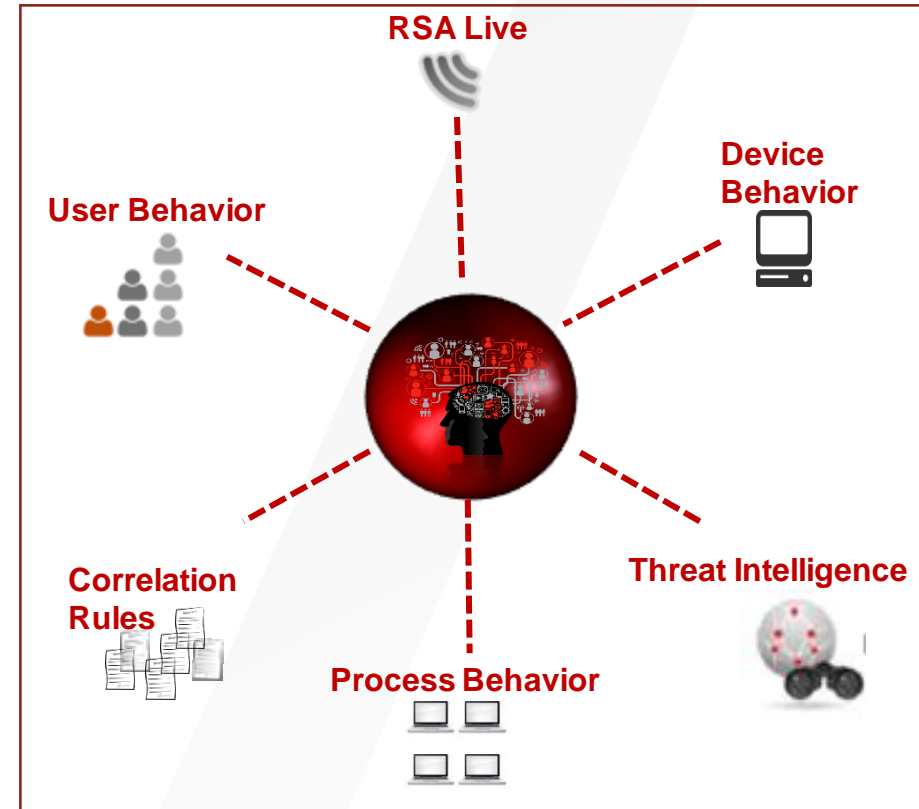 RSA Live
Device
Behavior
User Behavior
Correlation
Rules
Threat Intelligence
Process Behavior